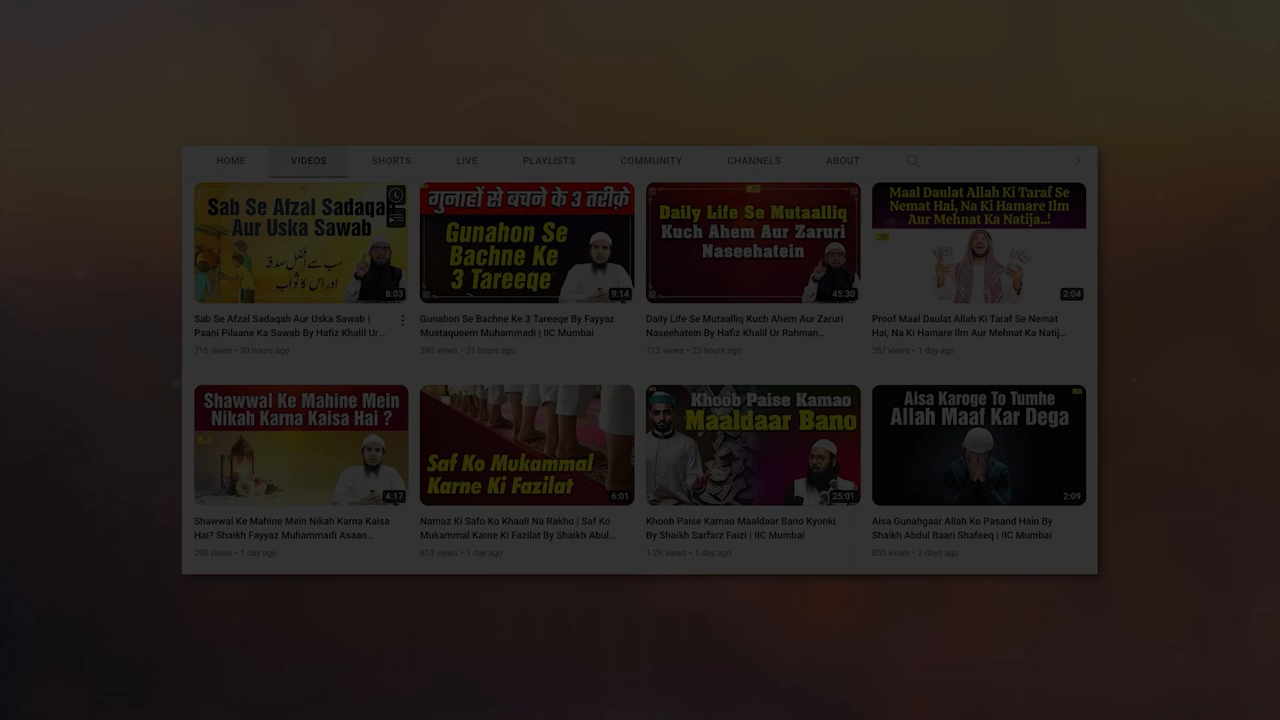 HOME VIDEOS SHORTS LIVE PLAYLISTS COMMUNITY CHANNELS ABOUT
Sab Se Afzal Sadaqa
Aur Uska Sawab
سب سے افضل صدقہ
اور اس کا ثواب
8:03
Sab Se Afzal Sadaqah Aur Uska Sawab |
Paani Pilaane Ka Sawab By Hafiz Khalil Ur...
716 views • 20 hours ago
गुनाहों से बचने के 3 तरीक़े
Gunahon Se
Bachne Ke
3 Tareeqe
9:14
Gunahon Se Bachne Ke 3 Tareeqe By Fayyaz
Mustaqueem Muhammadi | IIC Mumbai
390 views • 21 hours ago
Daily Life Se Mutaalliq
Kuch Ahem Aur Zaruri
Naseehatein
45:30
Daily Life Se Mutaalliq Kuch Ahem Aur Zaruri
Naseehatein By Hafiz Khalil Ur Rahman...
713 views • 23 hours ago
Maal Daulat Allah Ki Taraf Se
Nemat Hai, Na Ki Hamare Ilm
Aur Mehnat Ka Natija..!
2:04
Proof Maal Daulat Allah Ki Taraf Se Nemat
Hai, Na Ki Hamare Ilm Aur Mehnat Ka Natij...
357 views • 1 day ago
Shawwal Ke Mahine Mein
Nikah Karna Kaisa Hai ?
4:17
Shawwal Ke Mahine Mein Nikah Karna Kaisa
Hai? Shaikh Fayyaz Muhammadi Asaan...
298 views • 1 day ago
Saf Ko Mukammal
Karne Ki Fazilat
6:01
Namaz Ki Safo Ko Khaali Na Rakho | Saf Ko
Mukammal Karne Ki Fazilat By Shaikh Abul...
813 views • 1 day ago
Khoob Paise Kamao
Maaldaar Bano
25:01
Khoob Paise Kamao Maaldaar Bano Kyonki
By Shaikh Sarfarz Faizi | IIC Mumbai
1.2K views • 1 day ago
Aisa Karoge To Tumhe
Allah Maaf Kar Dega
2:09
Aisa Gunahgaar Allah Ko Pasand Hain By
Shaikh Abdul Baari Shafeeq | IIC Mumbai
855 views • 2 days ago